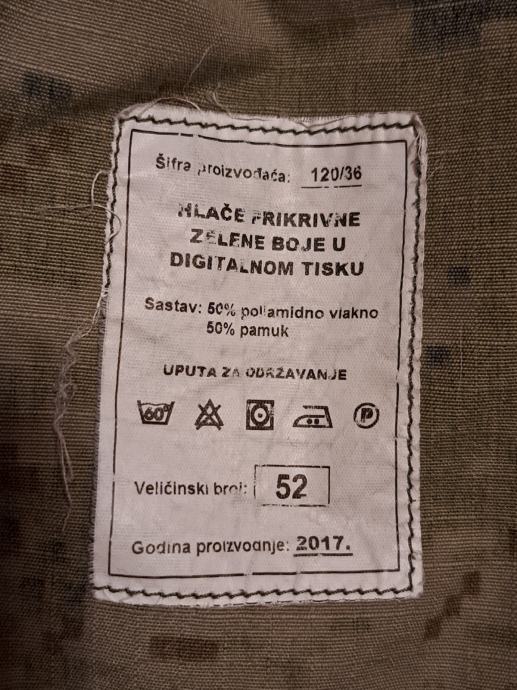 Šifra proizvođača: 120/36
HLAČE PRIKRIVNE
ZELENE BOJE U
DIGITALNOM TISKU
Sastav: 50% poliamidno vlakno
50% pamuk
UPUTA ZA ODRŽAVANJE
60° P
Veličinski broj: 52
Godina proizvodnje: 2017.